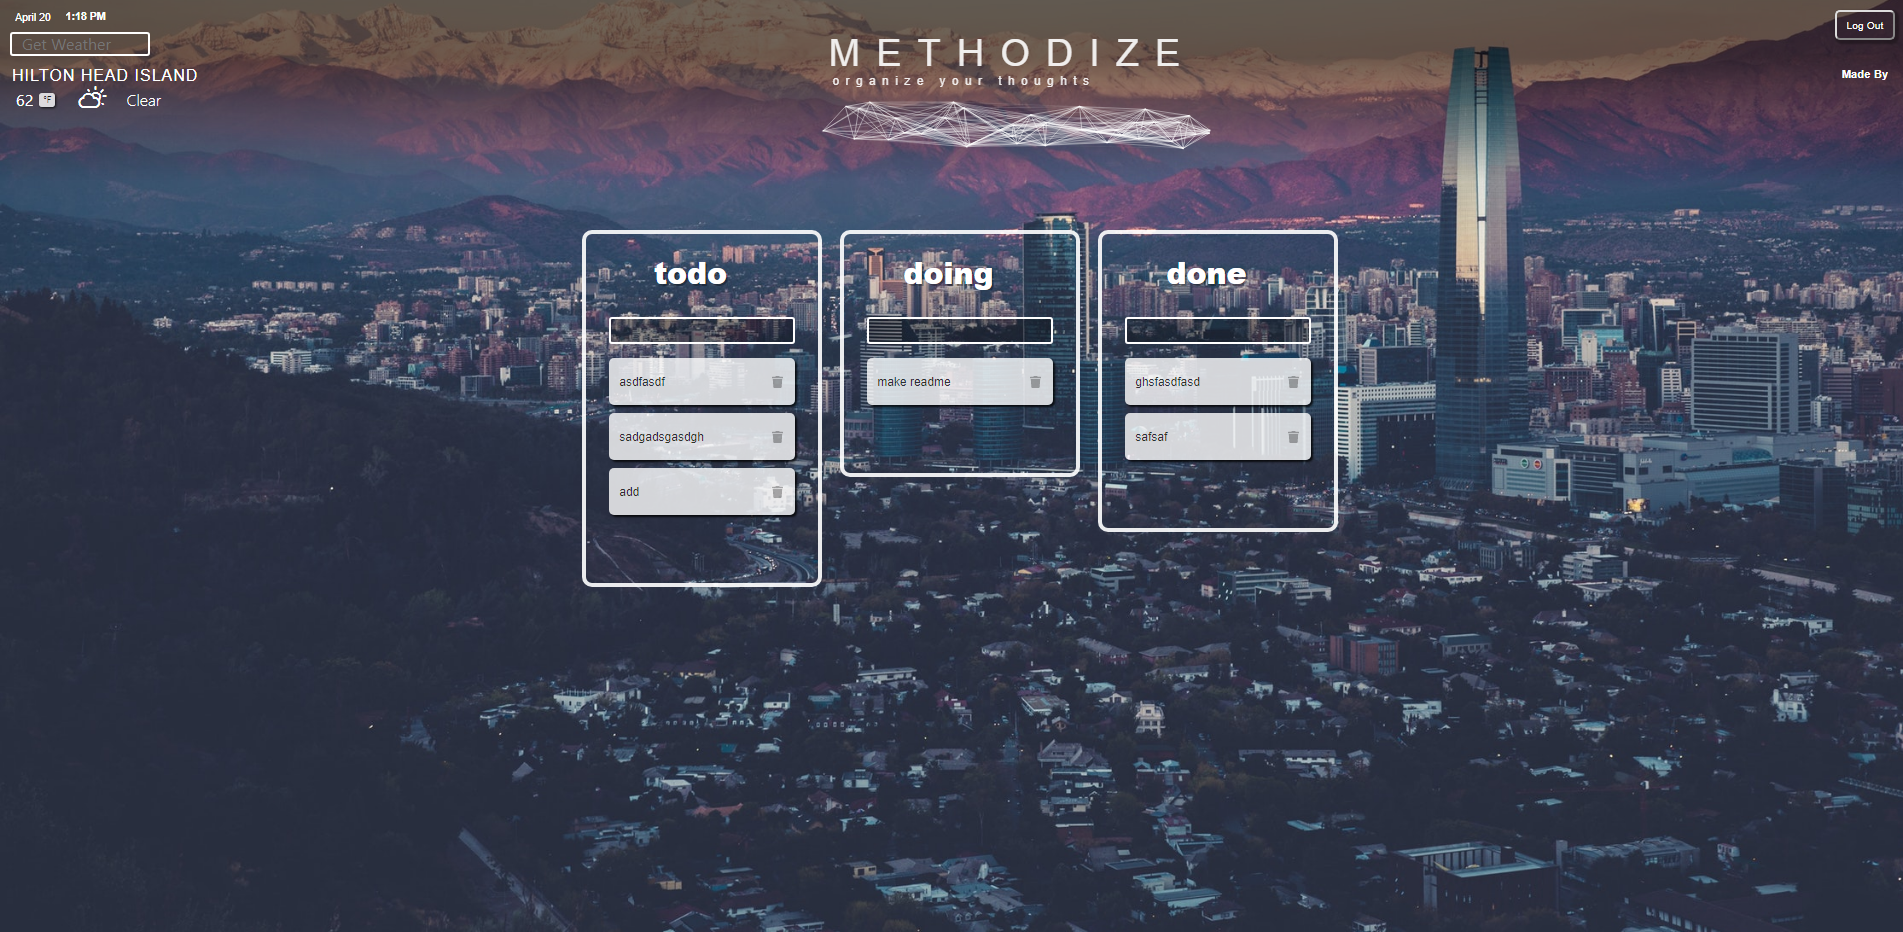 April 20 1:18 PM
Get Weather
HILTON HEAD ISLAND
62 °F Clear
METHODIZE
organize your thoughts
Log Out
Made By
todo
asdfasdf
sadgadsgasdgh
add
doing
make readme
done
ghsfasdfasd
safsaf